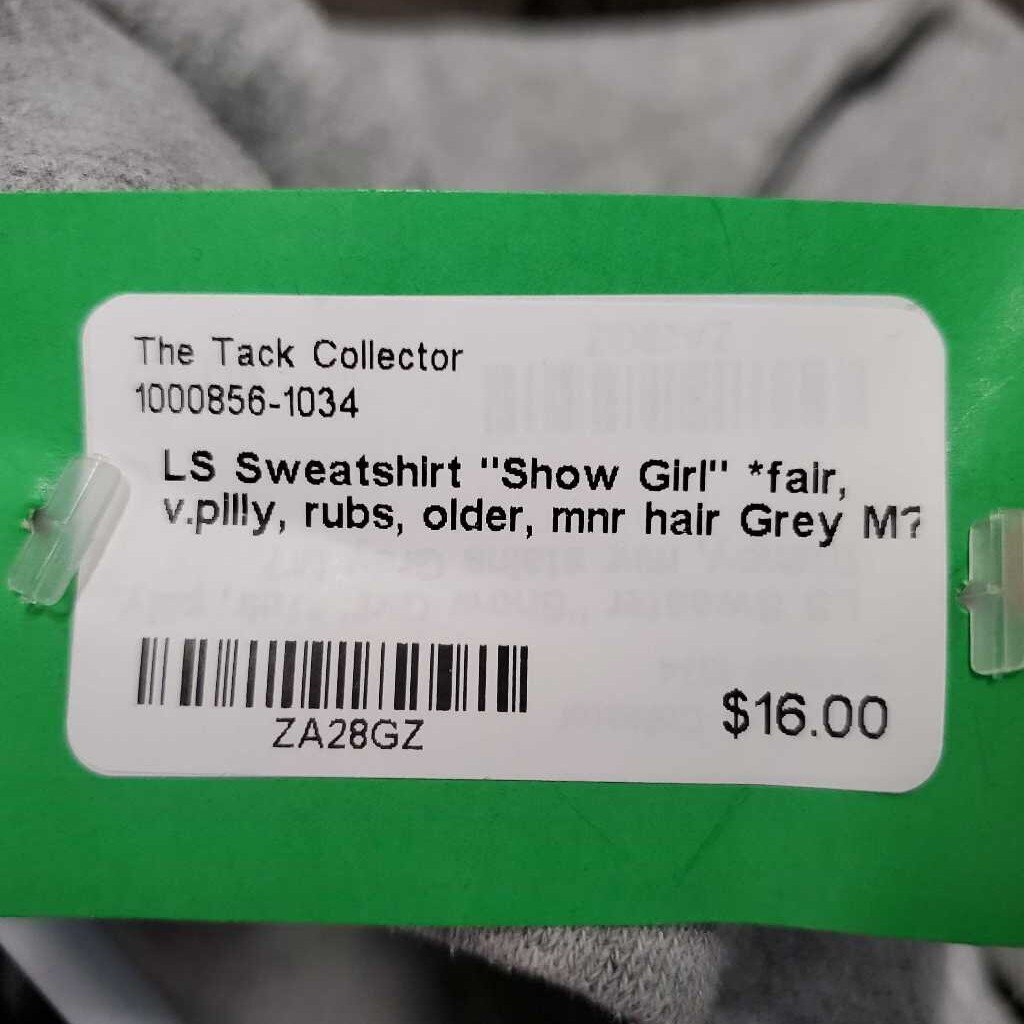 The Tack Collector
1000856-1034
LS Sweatshirt "Show Girl" *fair,
v.pilly, rubs, older, mnr hair Grey M?
ZA28GZ
$16.00